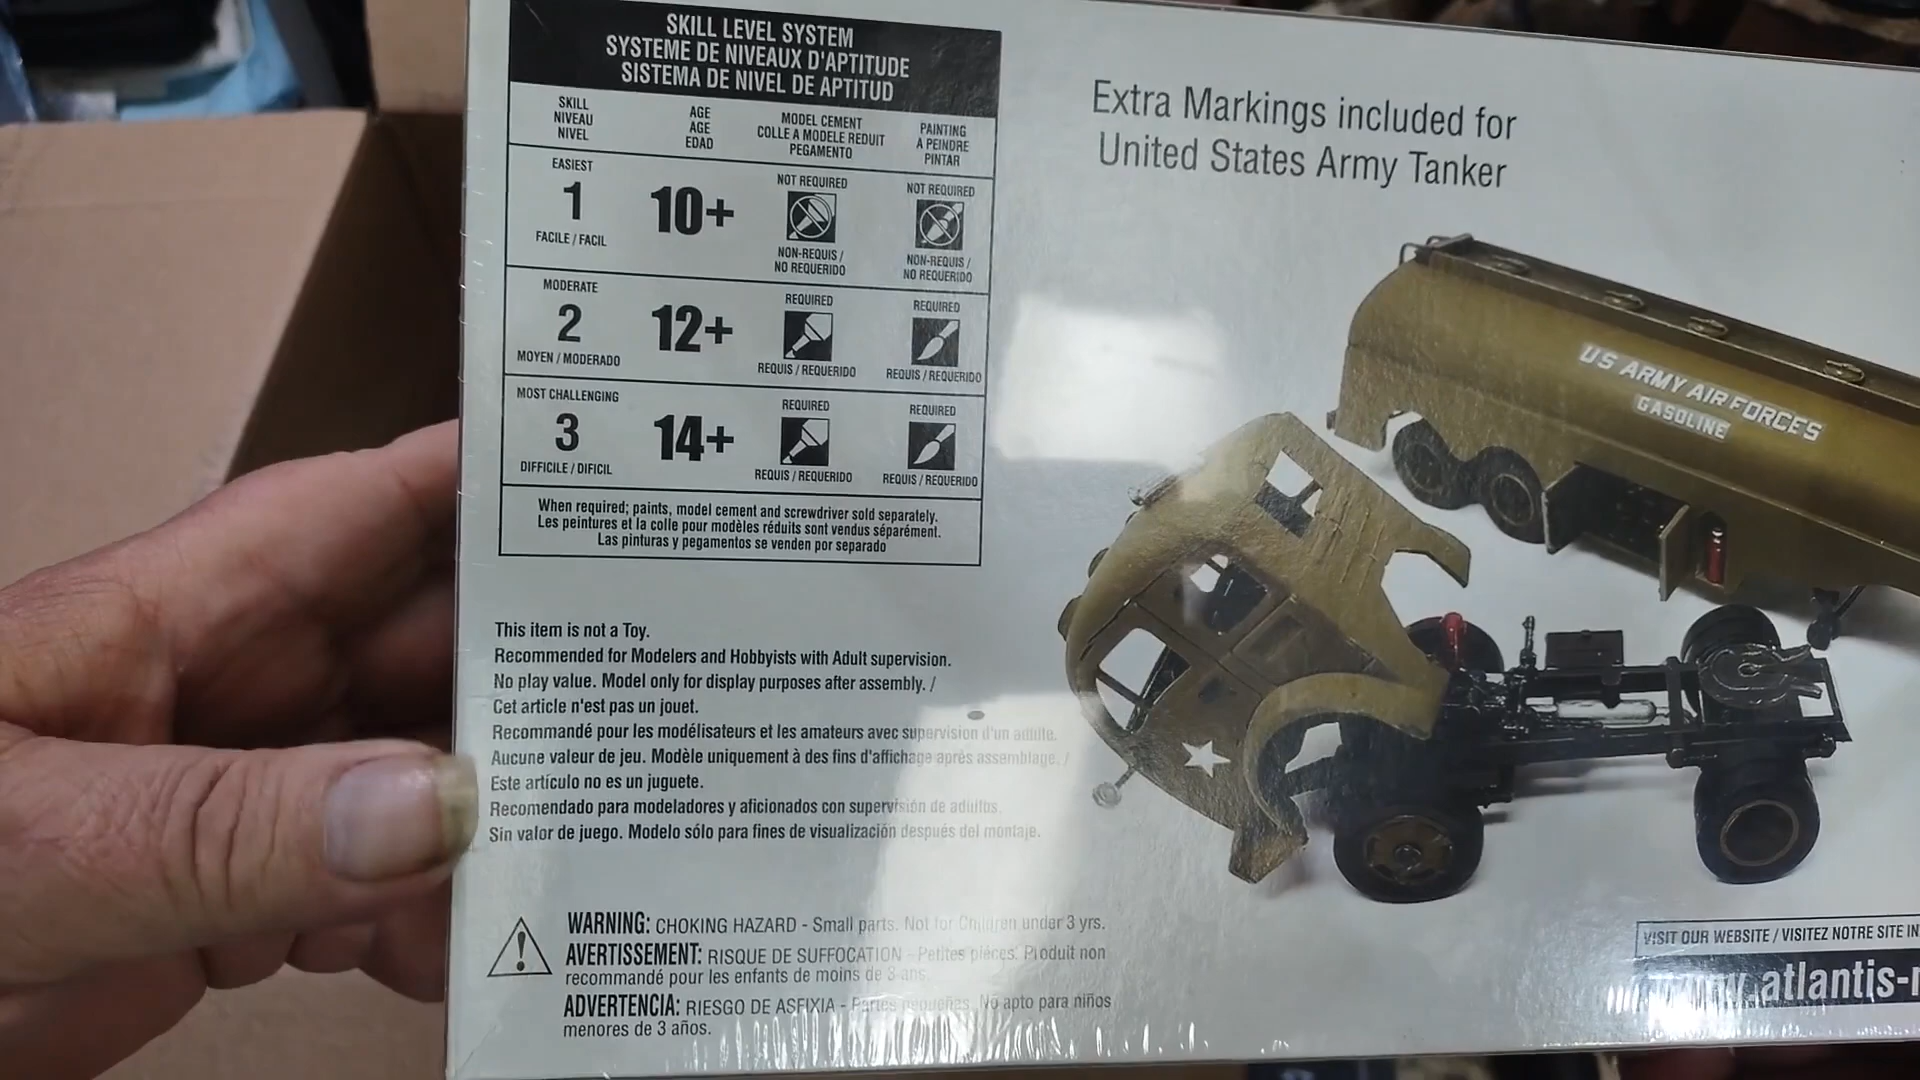 SKILL LEVEL SYSTEM
SYSTEME DE NIVEAUX D'APTITUDE
SISTEMA DE NIVEL DE APTITUD
SKILL
NIVEAU
NIVEL
AGE
AGE
EDAD
MODEL CEMENT
COLLE A MODELE REDUIT
PEGAMENTO
PAINTING
A PEINDRE
PINTAR
EASIEST
1
FACILE / FACIL
10+
NOT REQUIRED
NON-REQUIS /
NO REQUERIDO
NOT REQUIRED
NON-REQUIS /
NO REQUERIDO
MODERATE
2
MOYEN / MODERADO
12+
REQUIRED
REQUIS / REQUERIDO
REQUIRED
REQUIS / REQUERIDO
MOST CHALLENGING
3
DIFFICILE / DIFICIL
14+
REQUIRED
REQUIS / REQUERIDO
REQUIRED
REQUIS / REQUERIDO
When required; paints, model cement and screwdriver sold separately.
Les peintures et la colle pour modèles réduits sont vendus séparément.
Las pinturas y pegamentos se venden por separado
This item is not a Toy.
Recommended for Modelers and Hobbyists with Adult supervision.
No play value. Model only for display purposes after assembly. /
Cet article n'est pas un jouet.
Recommandé pour les modélisateurs et les amateurs avec supervision d'un adulte.
Aucune valeur de jeu. Modèle uniquement à des fins d'affichage après assemblage. /
Este artículo no es un juguete.
Recomendado para modeladores y aficionados con supervisión de adultos.
Sin valor de juego. Modelo sólo para fines de visualización después del montaje.
WARNING: CHOKING HAZARD - Small parts. Not for Children under 3 yrs.
AVERTISSEMENT: RISQUE DE SUFFOCATION - Petites pièces. Produit non
recommandé pour les enfants de moins de 3 ans.
ADVERTENCIA: RIESGO DE ASFIXIA - Partes pequeñas. No apto para niños
menores de 3 años.
Extra Markings included for
United States Army Tanker
US ARMY AIR FORCES
GASOLINE
VISIT OUR WEBSITE / VISITEZ NOTRE SITE IN
.atlantis-